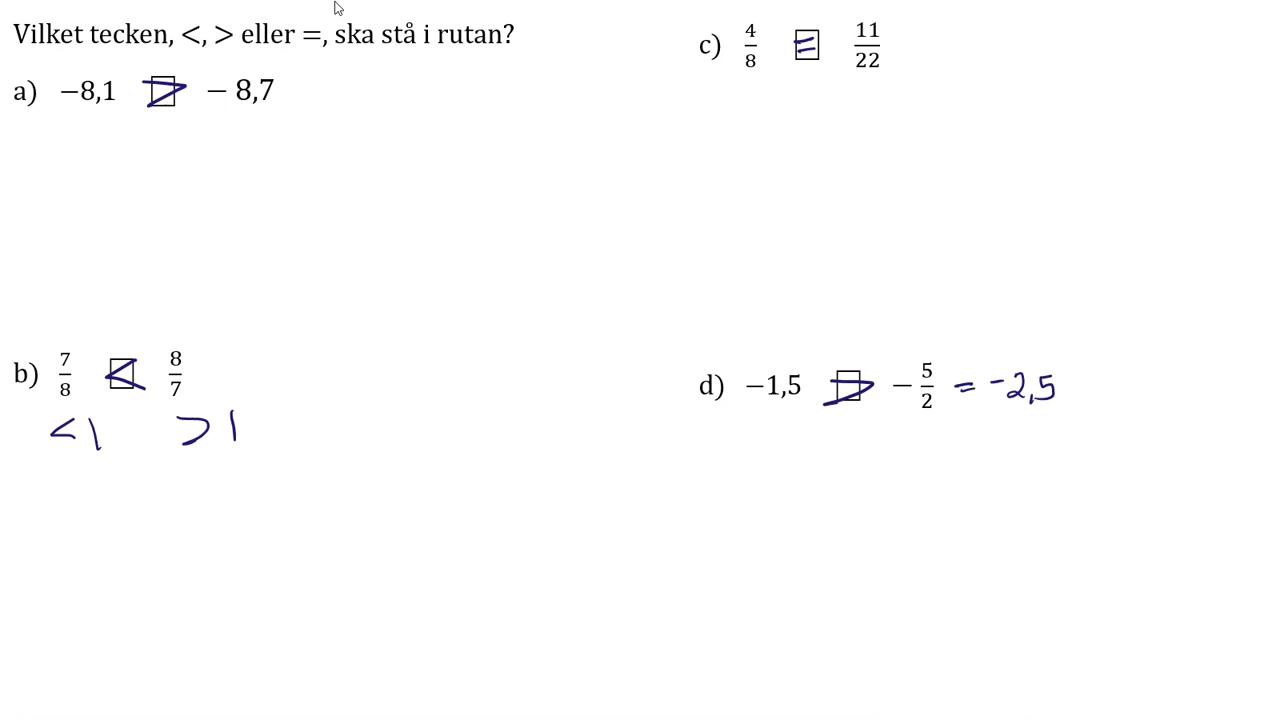 Vilket tecken, <, > eller =, ska stå i rutan?
a) −8,1 > − 8,7
b) 7/8 < 8/7
< 1 > 1
c) 4/8 = 11/22
d) −1,5 > − 5/2 = -2,5